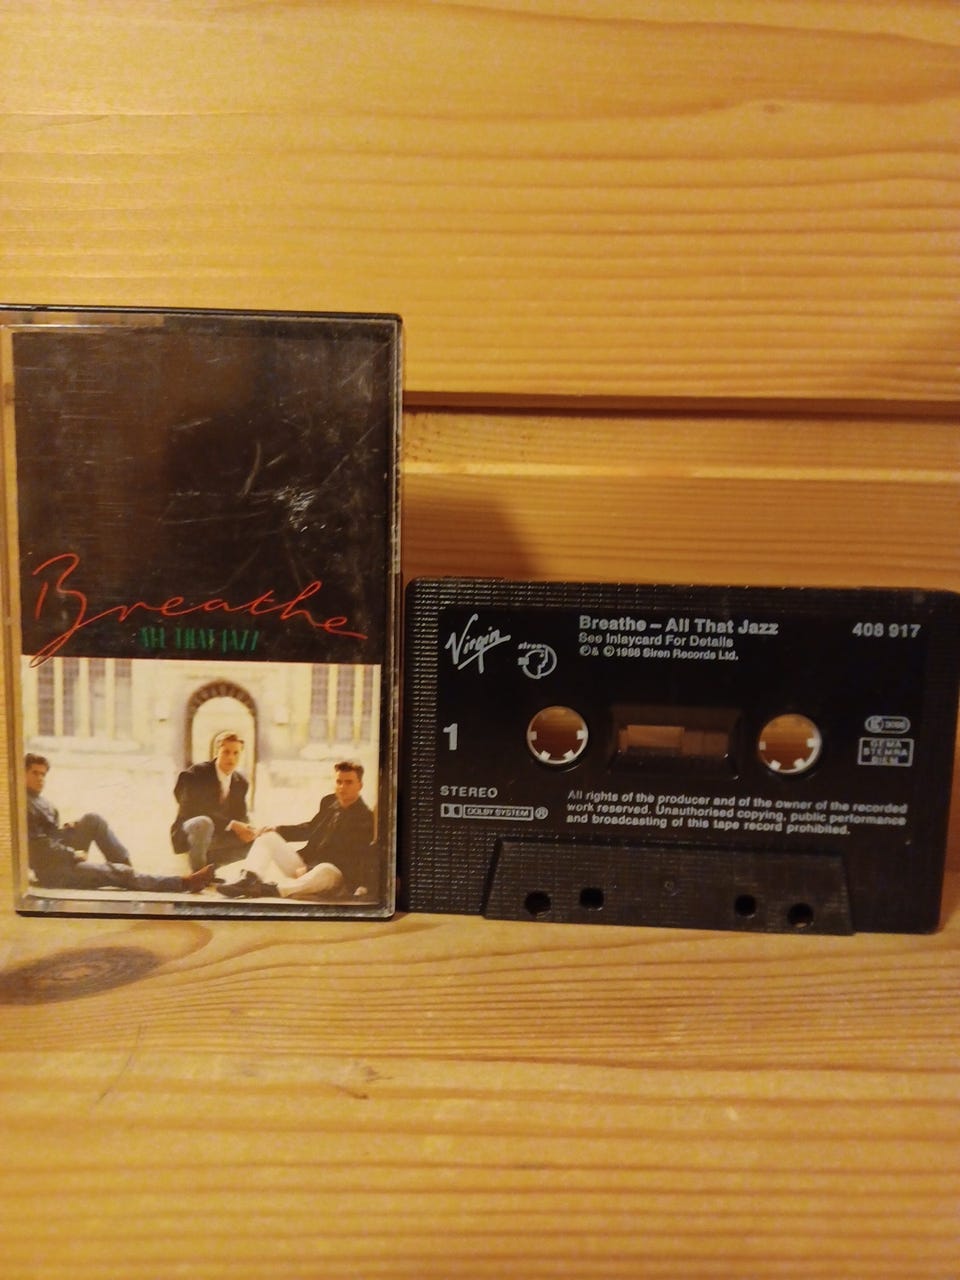 Breathe
ALL THAT JAZZ
Virgin
siren
Breathe – All That Jazz
See Inlaycard For Details
℗& ©1988 Siren Records Ltd.
408 917
1
GEMA
STEMRA
BIEM
STEREO
DOLBY SYSTEM ®
All rights of the producer and of the owner of the recorded
work reserved. Unauthorised copying, public performance
and broadcasting of this tape record prohibited.